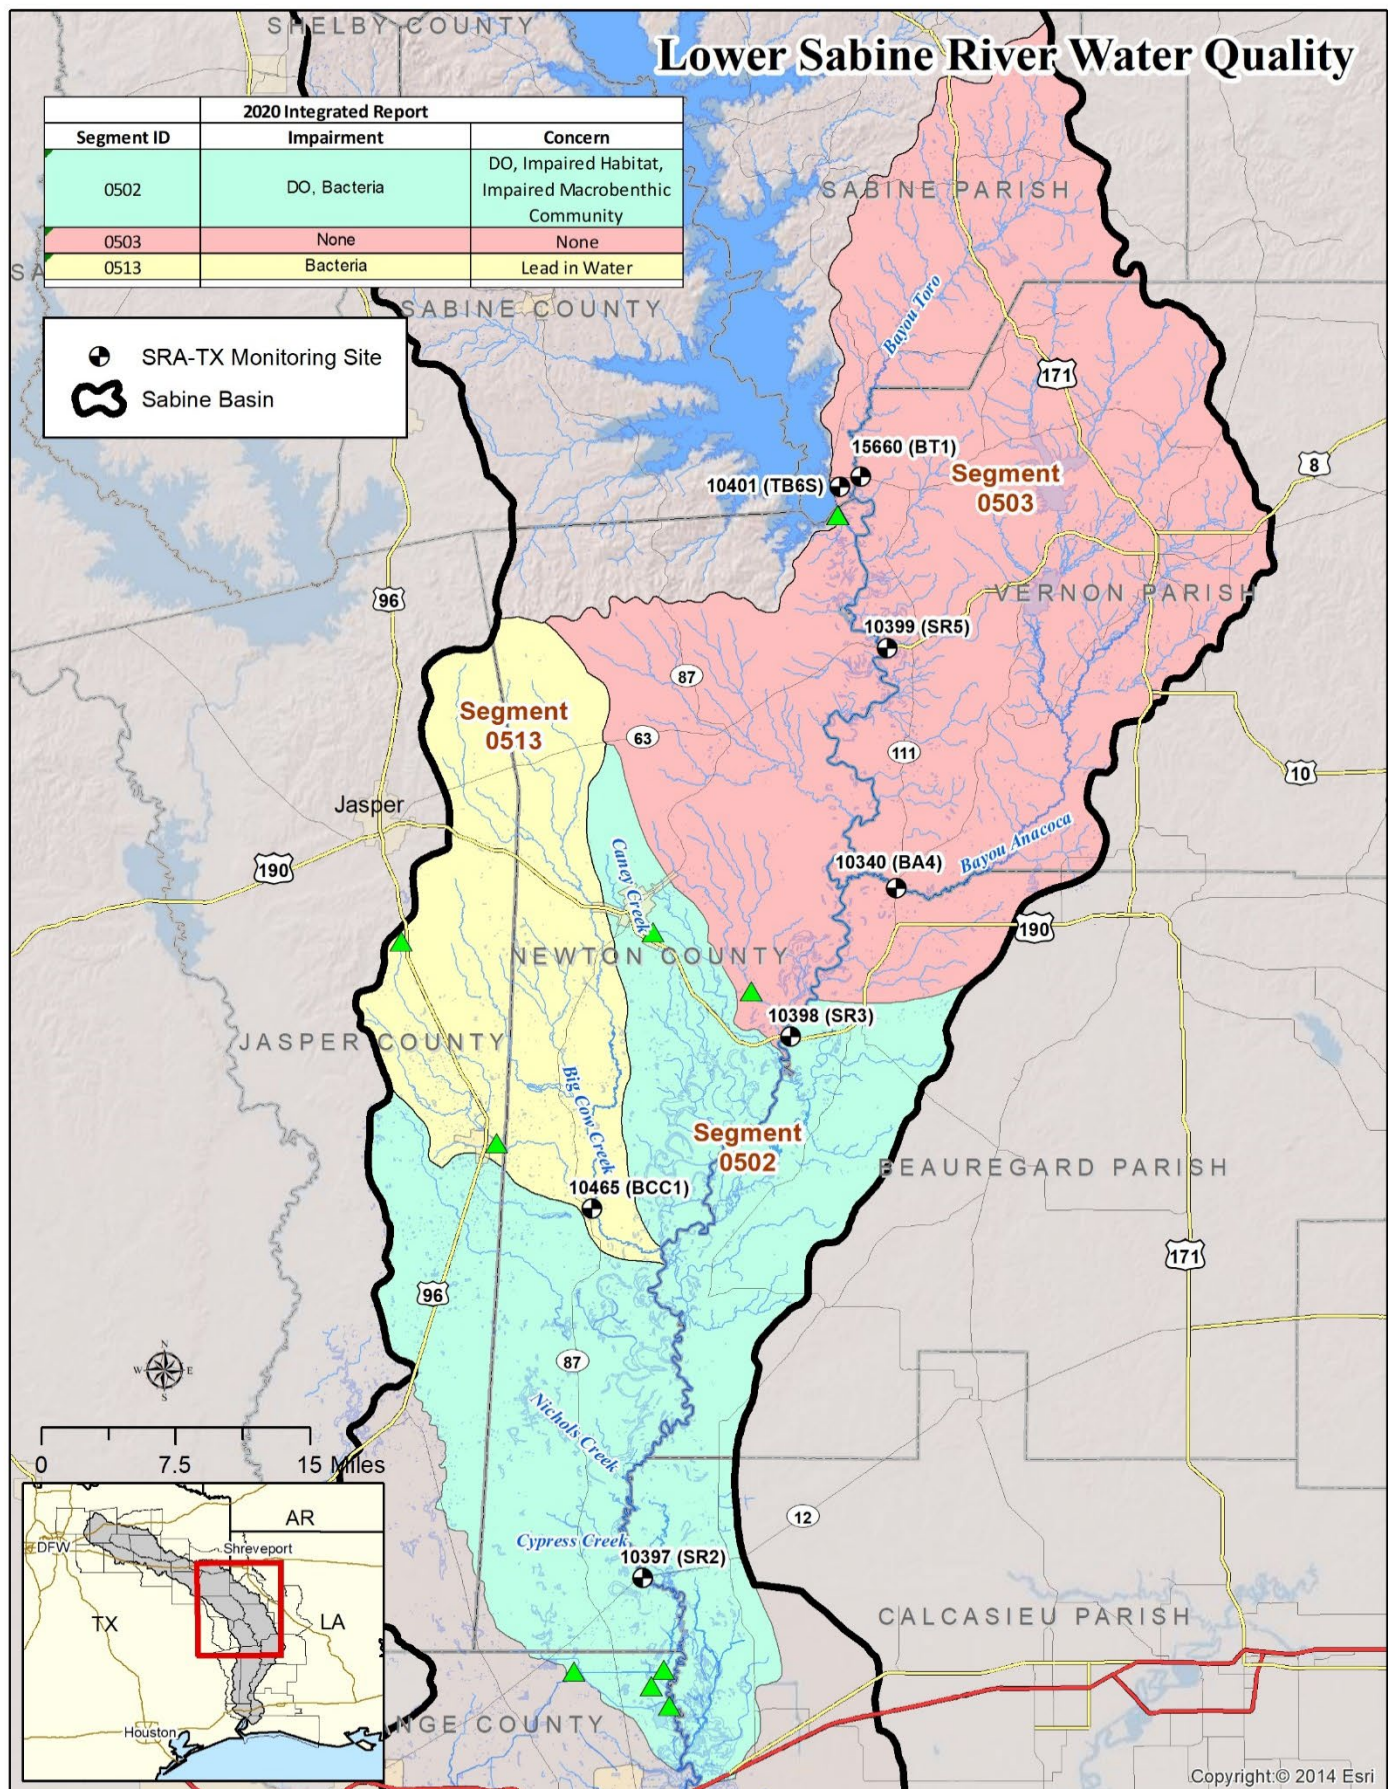 SHELBY COUNTY
Lower Sabine River Water Quality
2020 Integrated Report
Segment ID Impairment Concern
0502 DO, Bacteria DO, Impaired Habitat,
Impaired Macrobenthic
Community
0503 None None
0513 Bacteria Lead in Water
SABINE PARISH
SA
SABINE COUNTY
SRA-TX Monitoring Site
Sabine Basin
Bayou Toro
171
15660 (BT1)
8
10401 (TB6S)
Segment
0503
96
VERNON PARISH
10399 (SR5)
87
Segment
0513
63
111
10
Jasper
190
Caney Creek
Bayou Anacoca
10340 (BA4)
190
NEWTON COUNTY
10398 (SR3)
JASPER COUNTY
Big Cow Creek
Segment
0502
BEAUREGARD PARISH
10465 (BCC1)
171
96
87
N
W E
S
Nichols Creek
0 7.5 15 Miles
12
AR
DFW
Shreveport
Cypress Creek
10397 (SR2)
TX
LA
CALCASIEU PARISH
NGE COUNTY
Houston
Copyright:© 2014 Esri